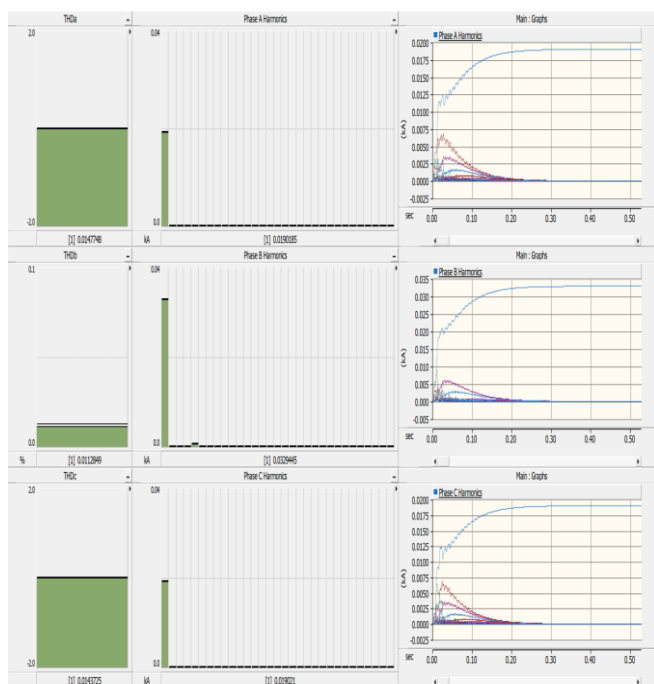 THDa
Phase A Harmonics
Main : Graphs
2.0
-2.0
[1] 0.0147748
0.04
0.0
kA
[1] 0.0190185
Phase A Harmonics
(kA)
0.0200
0.0175
0.0150
0.0125
0.0100
0.0075
0.0050
0.0025
0.0000
-0.0025
sec 0.00 0.10 0.20 0.30 0.40 0.50
THDb
Phase B Harmonics
Main : Graphs
0.1
0.0
% [1] 0.0112849
0.04
0.0
kA
[1] 0.0329445
Phase B Harmonics
(kA)
0.035
0.030
0.025
0.020
0.015
0.010
0.005
0.000
-0.005
sec 0.00 0.10 0.20 0.30 0.40 0.50
THDc
Phase C Harmonics
Main : Graphs
2.0
-2.0
[1] 0.0143725
0.04
0.0
kA
[1] 0.019021
Phase C Harmonics
(kA)
0.0200
0.0175
0.0150
0.0125
0.0100
0.0075
0.0050
0.0025
0.0000
-0.0025
sec 0.00 0.10 0.20 0.30 0.40 0.50